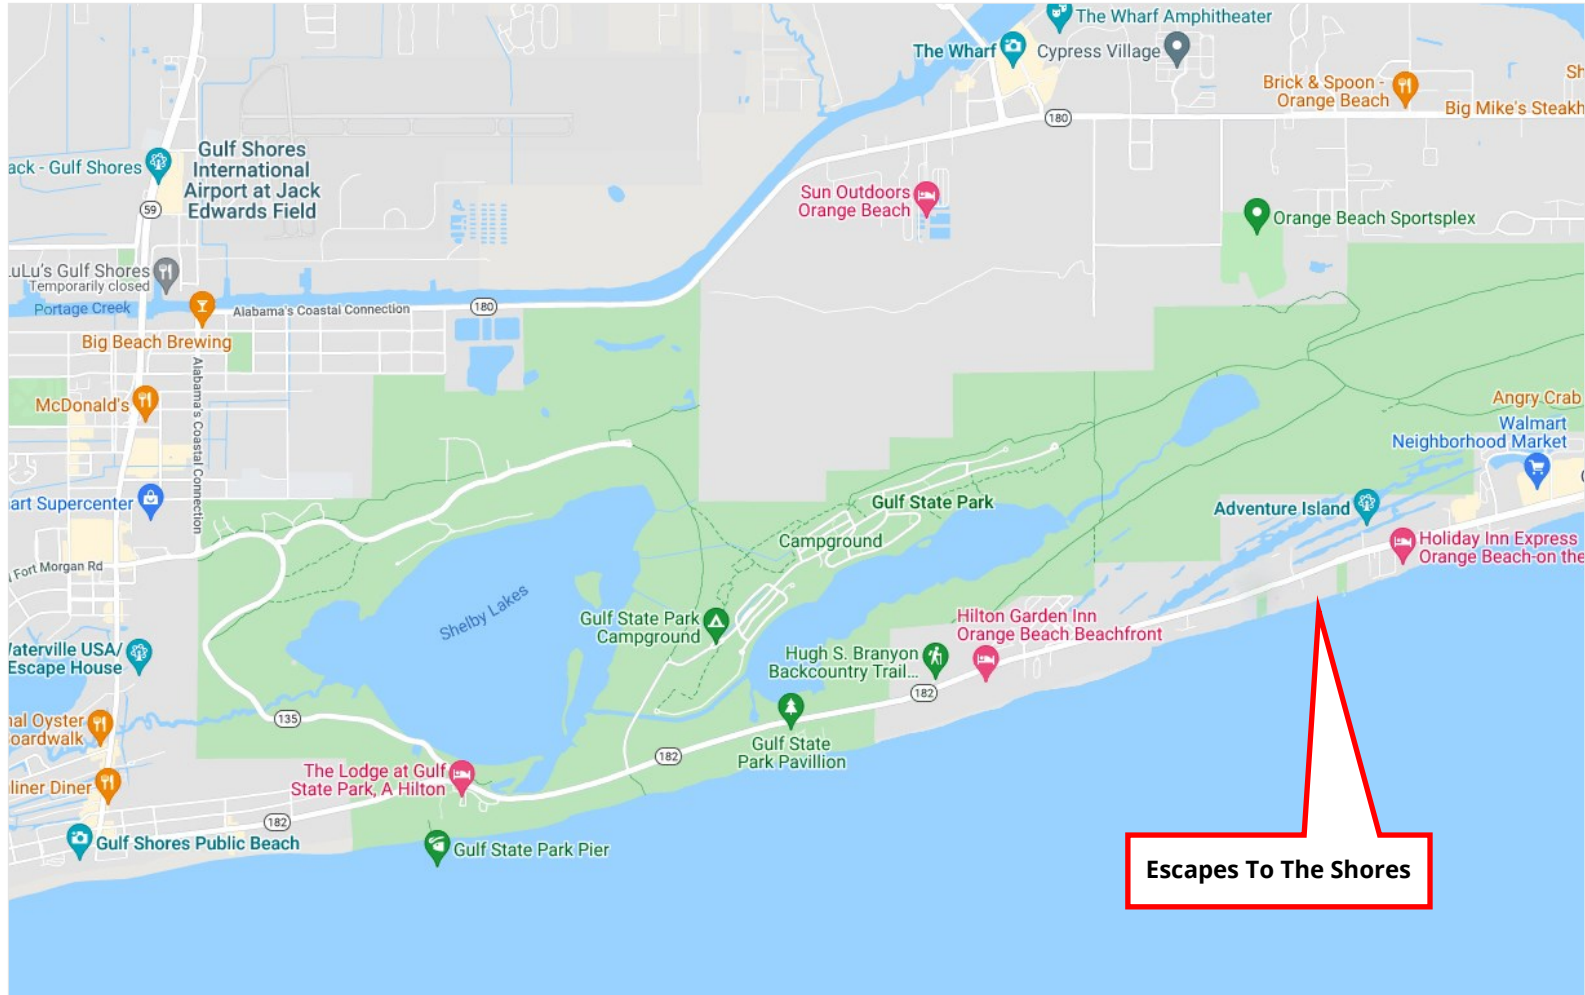 The Wharf Amphitheater
The Wharf
Cypress Village
Brick & Spoon -
Orange Beach
Sh
Big Mike's Steakh
180
ack - Gulf Shores
Gulf Shores
International
Airport at Jack
Edwards Field
59
Sun Outdoors
Orange Beach
Orange Beach Sportsplex
uLu's Gulf Shores
Temporarily closed
Portage Creek
Alabama's Coastal Connection
180
Big Beach Brewing
Alabama's Coastal Connection
McDonald's
Angry Crab
Walmart
Neighborhood Market
art Supercenter
Gulf State Park
Adventure Island
Campground
Holiday Inn Express
Orange Beach-on the
Fort Morgan Rd
Shelby Lakes
Gulf State Park
Campground
Hilton Garden Inn
Orange Beach Beachfront
aterville USA/
Escape House
Hugh S. Branyon
Backcountry Trail...
182
135
nal Oyster
oardwalk
182
Gulf State
Park Pavillion
The Lodge at Gulf
State Park, A Hilton
liner Diner
182
Gulf Shores Public Beach
Gulf State Park Pier
Escapes To The Shores